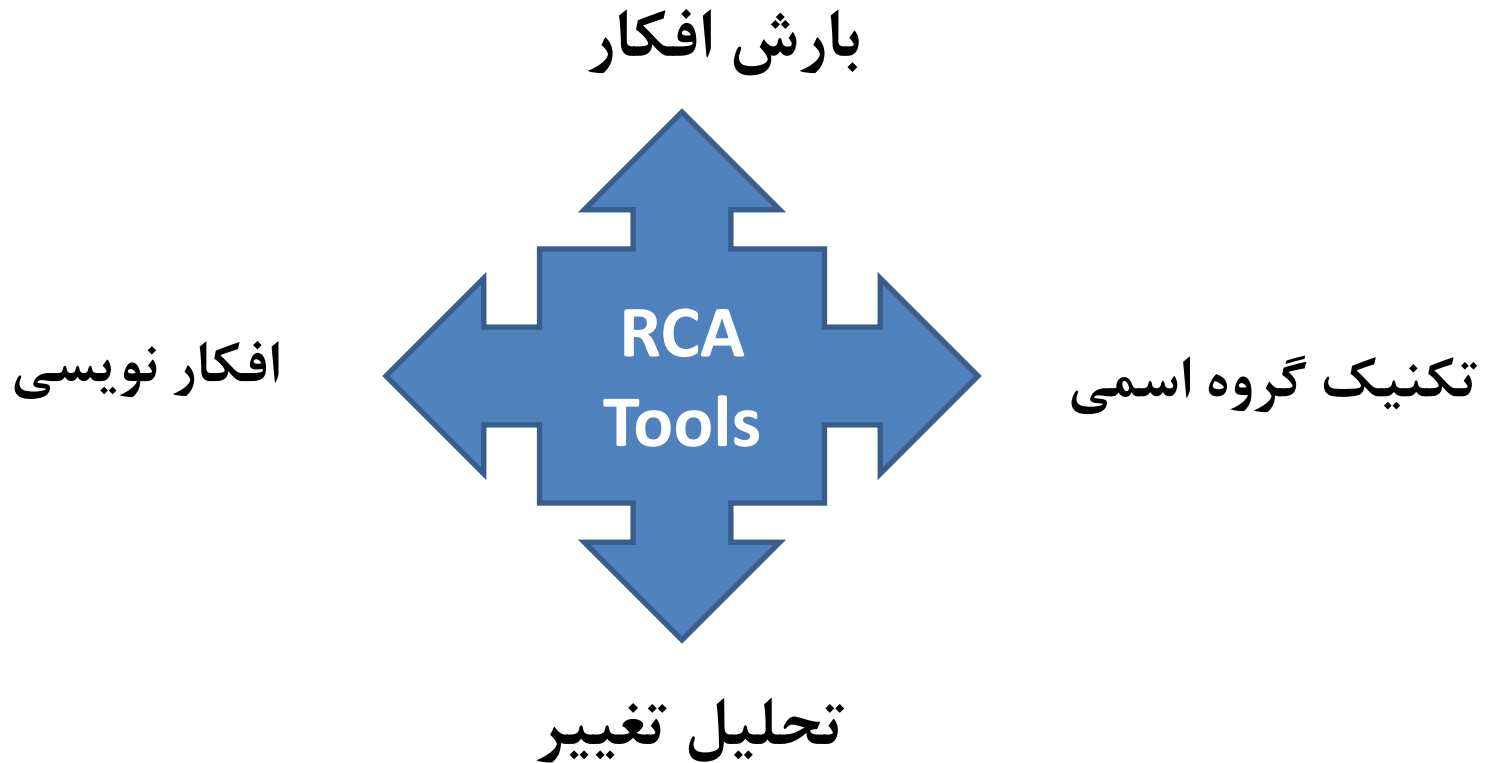 بارش افکار
RCA
Tools
تکنیک گروه اسمی
افکار نویسی
تحلیل تغییر